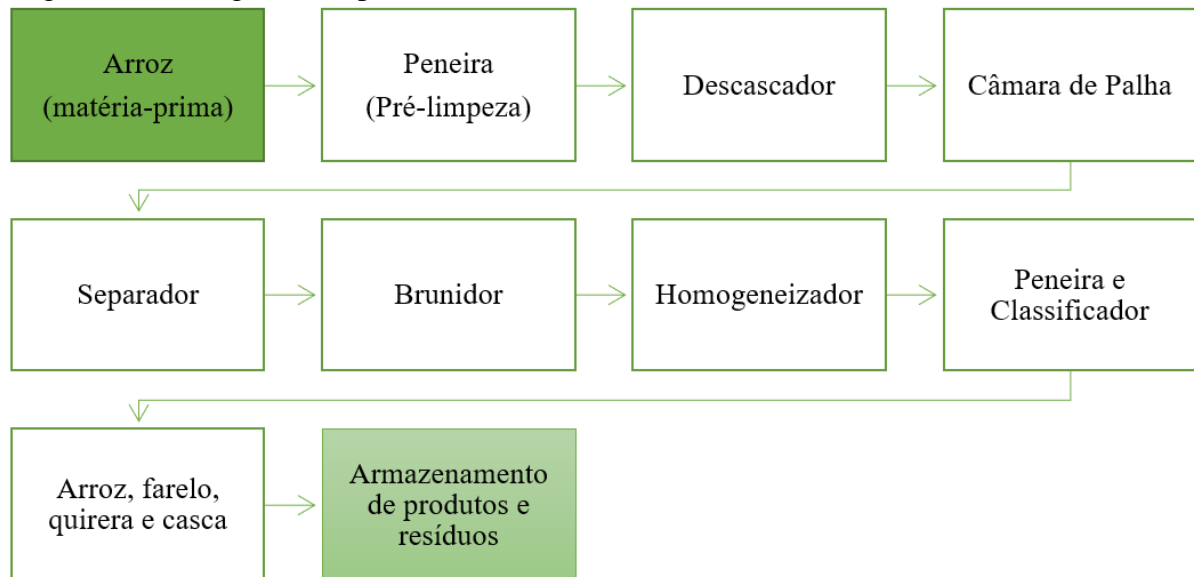 Arroz
(matéria-prima)
Peneira
(Pré-limpeza)
Descascador
Câmara de Palha
Separador
Brunidor
Homogeneizador
Peneira e
Classificador
Arroz, farelo,
quirera e casca
Armazenamento
de produtos e
resíduos